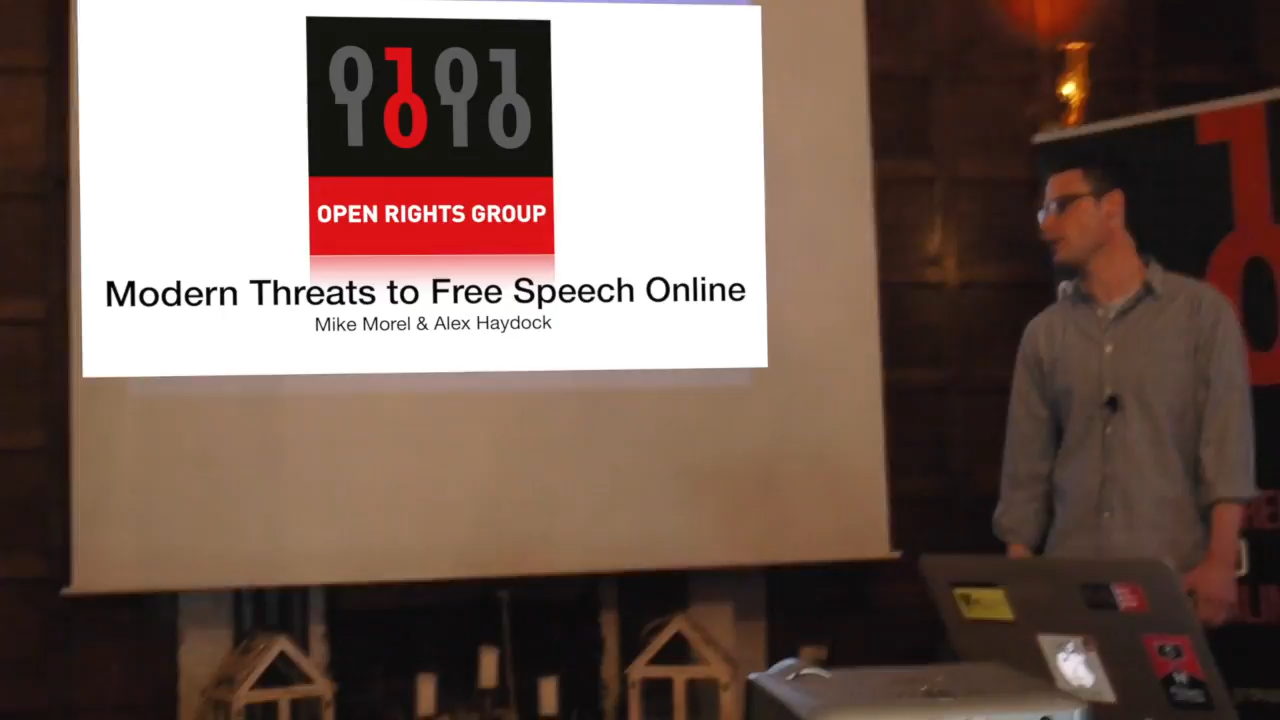 0101
1010
OPEN RIGHTS GROUP
Modern Threats to Free Speech Online
Mike Morel & Alex Haydock